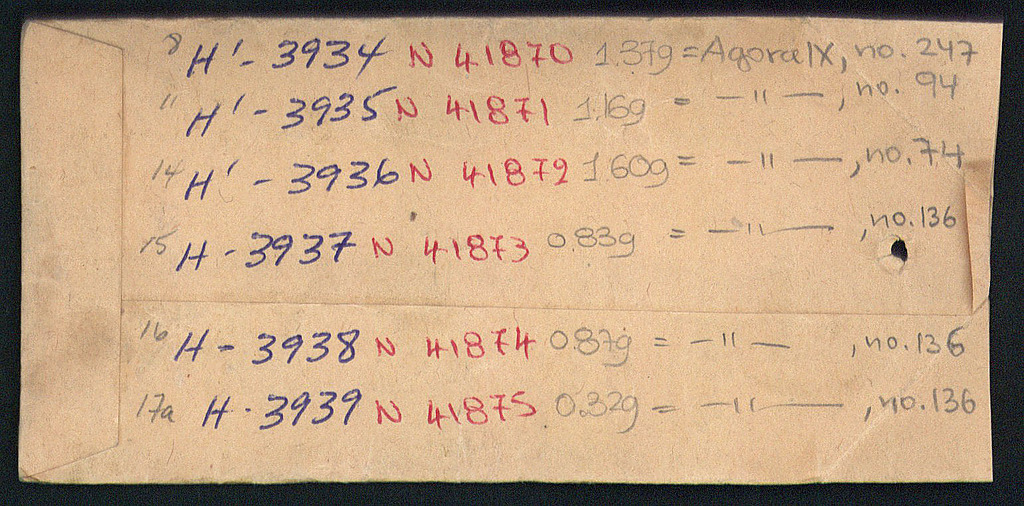 8 H' - 3934 N 41870 1.37g = Agora IX, no. 247
11 H' - 3935 N 41871 1.16g = — 〃 — , no. 94
14 H' - 3936 N 41872 1.60g = — 〃 — , no. 74
15 H - 3937 N 41873 0.83g = — 〃 — , no. 136
16 H - 3938 N 41874 0.87g = — 〃 — , no. 136
17a H - 3939 N 41875 0.32g = — 〃 — , no. 136